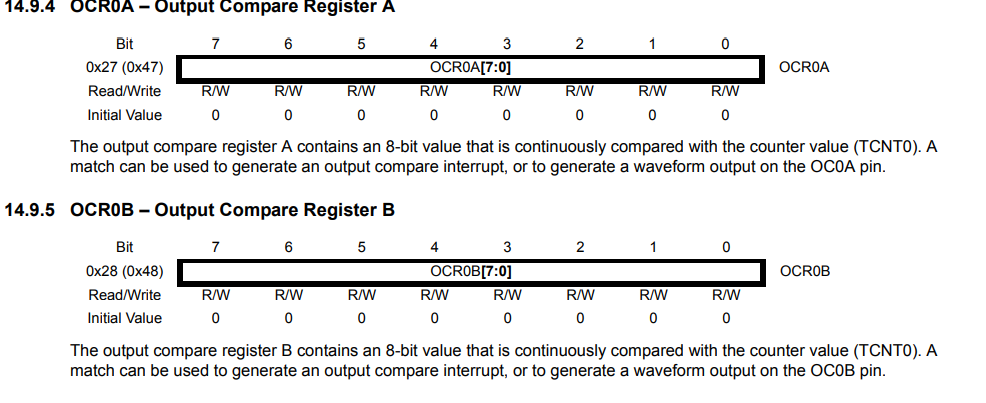 14.9.4 OCR0A – Output Compare Register A
Bit 7 6 5 4 3 2 1 0
0x27 (0x47) OCR0A[7:0] OCR0A
Read/Write R/W R/W R/W R/W R/W R/W R/W R/W
Initial Value 0 0 0 0 0 0 0 0
The output compare register A contains an 8-bit value that is continuously compared with the counter value (TCNT0). A
match can be used to generate an output compare interrupt, or to generate a waveform output on the OC0A pin.
14.9.5 OCR0B – Output Compare Register B
Bit 7 6 5 4 3 2 1 0
0x28 (0x48) OCR0B[7:0] OCR0B
Read/Write R/W R/W R/W R/W R/W R/W R/W R/W
Initial Value 0 0 0 0 0 0 0 0
The output compare register B contains an 8-bit value that is continuously compared with the counter value (TCNT0). A
match can be used to generate an output compare interrupt, or to generate a waveform output on the OC0B pin.